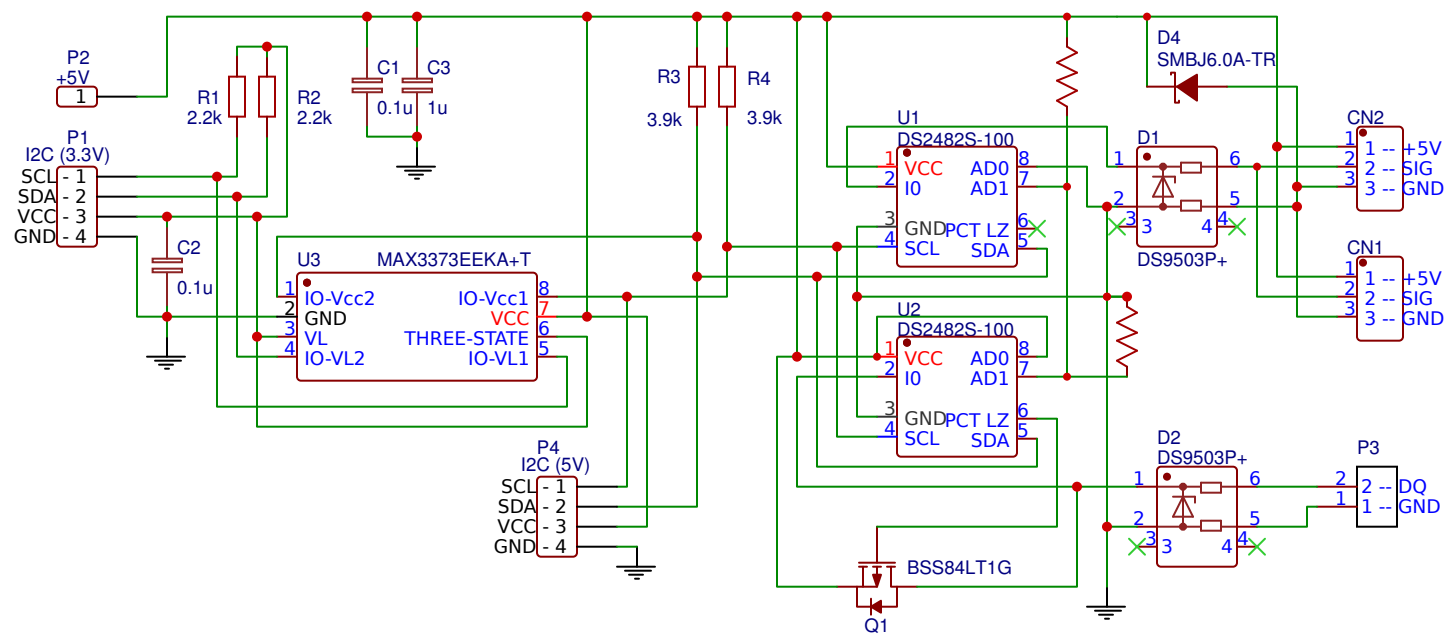 P2
+5V
1
P1
I2C (3.3V)
SCL - 1
SDA - 2
VCC - 3
GND - 4
R1
2.2k
R2
2.2k
C1
0.1u
C3
1u
C2
0.1u
R3
3.9k
R4
3.9k
U3
MAX3373EEKA+T
1 IO-Vcc2
2 GND
3 VL
4 IO-VL2
IO-Vcc1 8
VCC 7
THREE-STATE 6
IO-VL1 5
P4
I2C (5V)
SCL - 1
SDA - 2
VCC - 3
GND - 4
U1
DS2482S-100
1 VCC
2 I0
3 GND
4 SCL
AD0 8
AD1 7
PCT LZ 6
SDA 5
U2
DS2482S-100
1 VCC
2 I0
3 GND
4 SCL
AD0 8
AD1 7
PCT LZ 6
SDA 5
BSS84LT1G
Q1
D4
SMBJ6.0A-TR
D1
1
2
3 3
6
5
4 4
DS9503P+
D2
DS9503P+
1
2
3 3
6
5
4 4
CN2
1 1 -- +5V
2 2 -- SIG
3 3 -- GND
CN1
1 1 -- +5V
2 2 -- SIG
3 3 -- GND
P3
2 2 -- DQ
1 1 -- GND